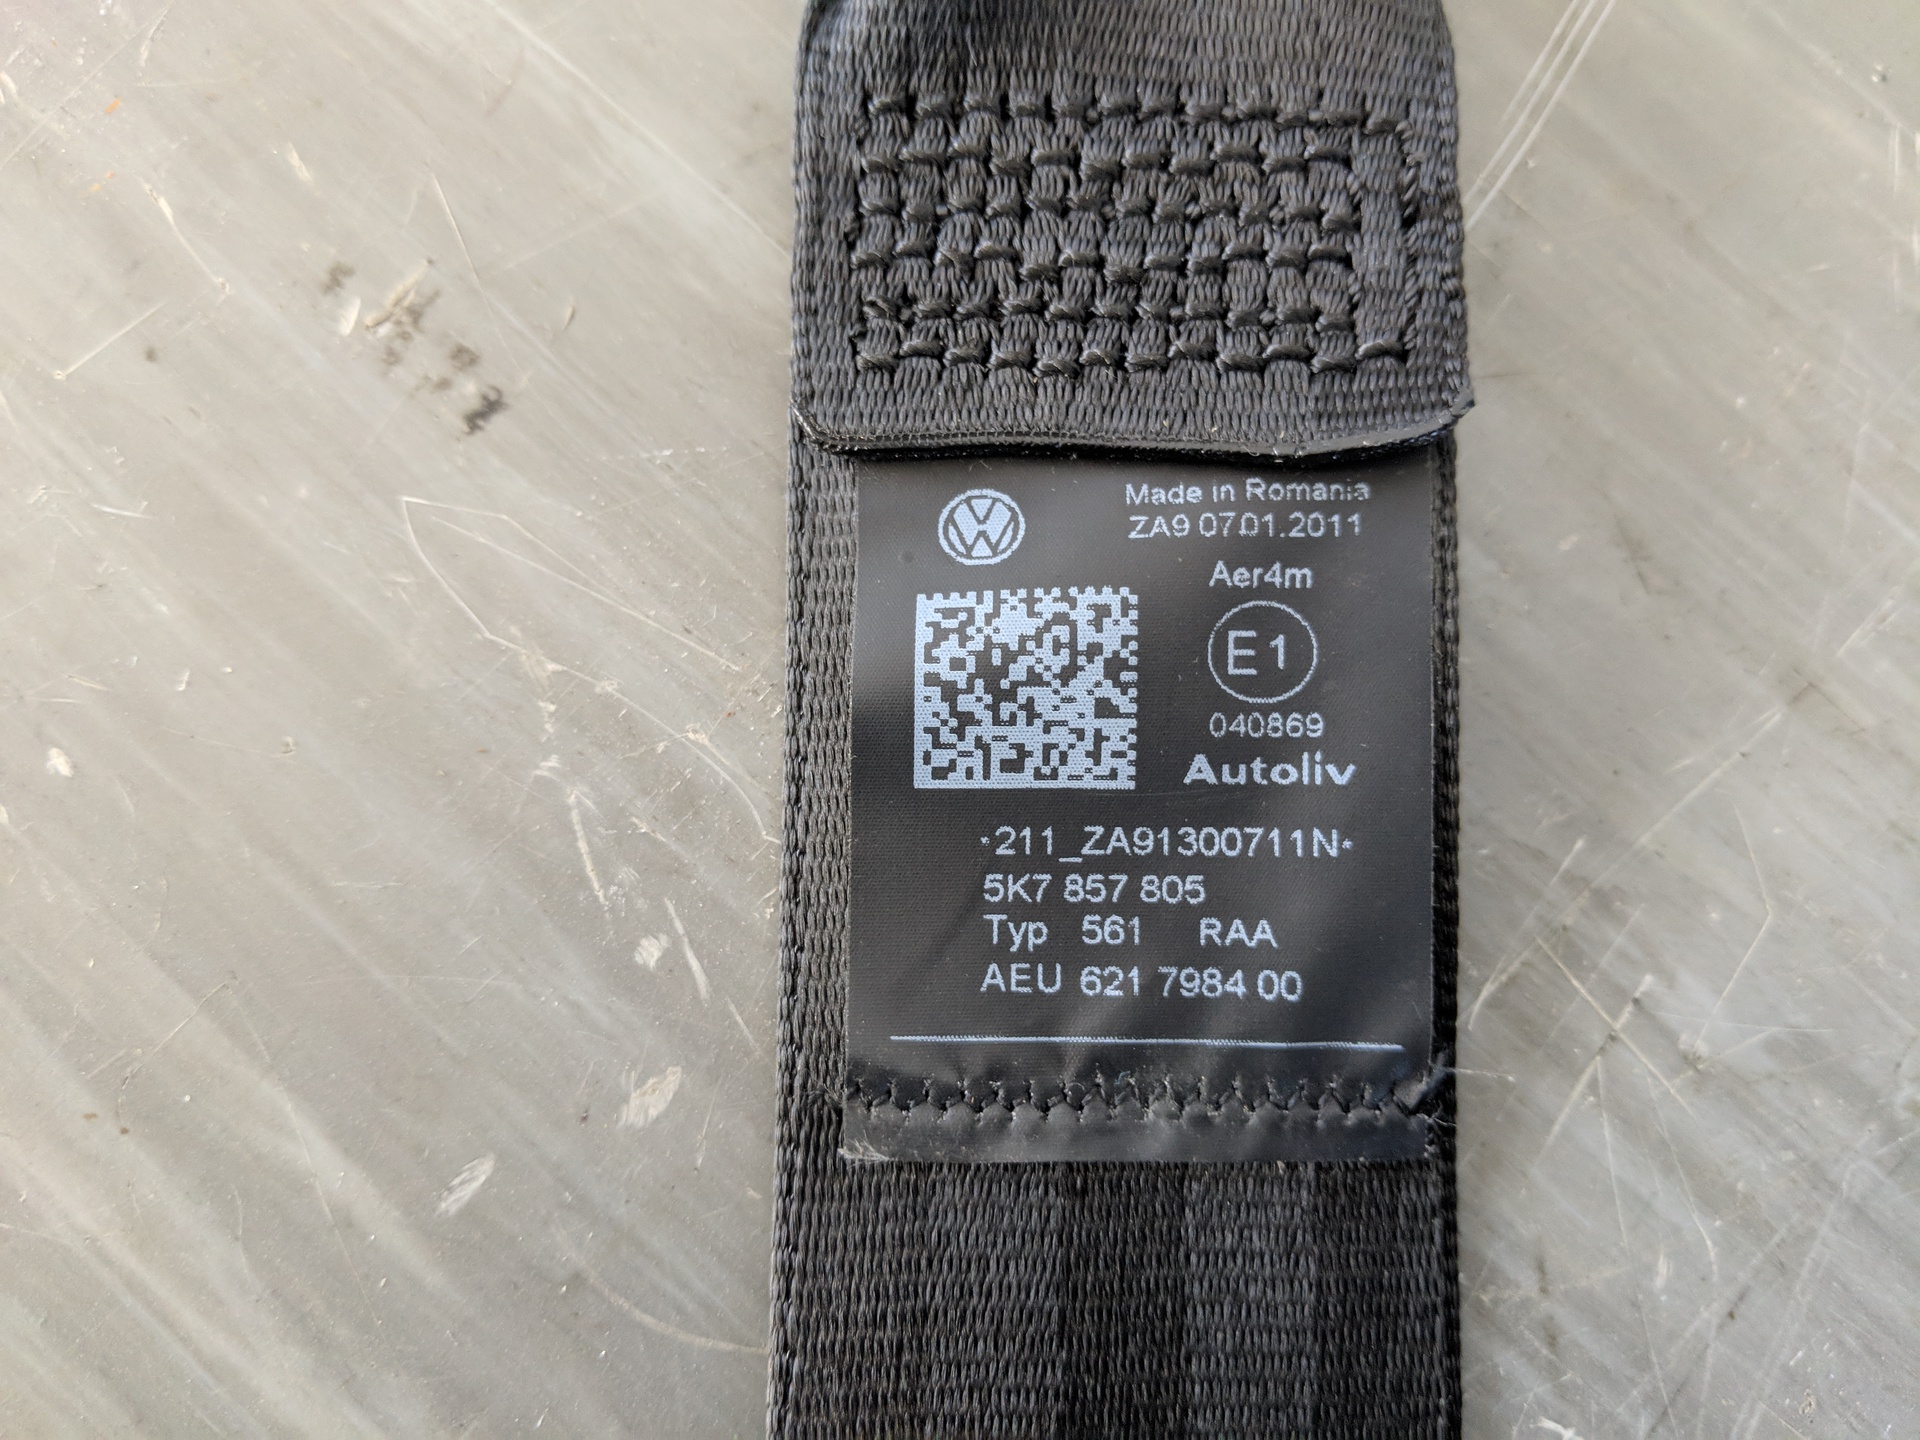 Made in Romania
ZA9 07.01.2011
Aer4m
E1
040869
Autoliv
*211_ZA91300711N*
5K7 857 805
Typ 561 RAA
AEU 621 7984 00